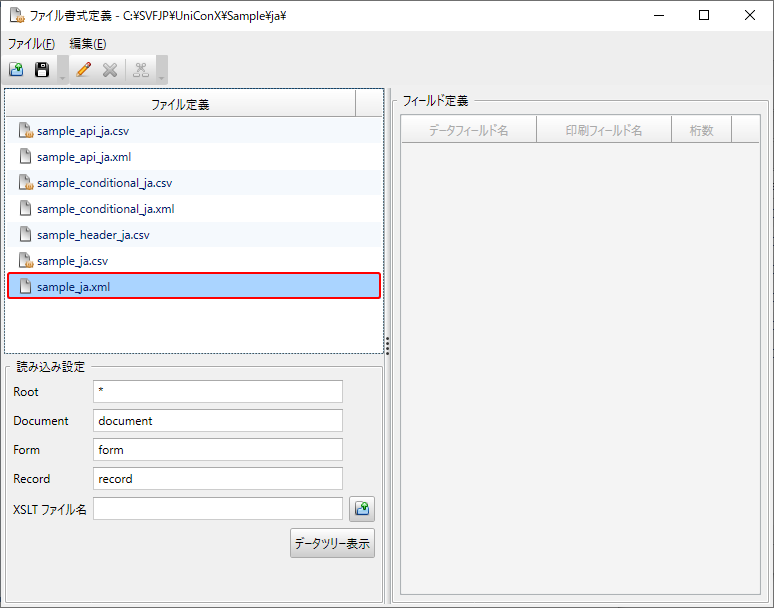 ファイル書式定義 - C:¥SVFJP¥UniConX¥Sample¥ja¥
ファイル(F) 編集(E)
ファイル定義
sample_api_ja.csv
sample_api_ja.xml
sample_conditional_ja.csv
sample_conditional_ja.xml
sample_header_ja.csv
sample_ja.csv
sample_ja.xml
読み込み設定
Root *
Document document
Form form
Record record
XSLT ファイル名
データツリー表示
フィールド定義
データフィールド名 印刷フィールド名 桁数